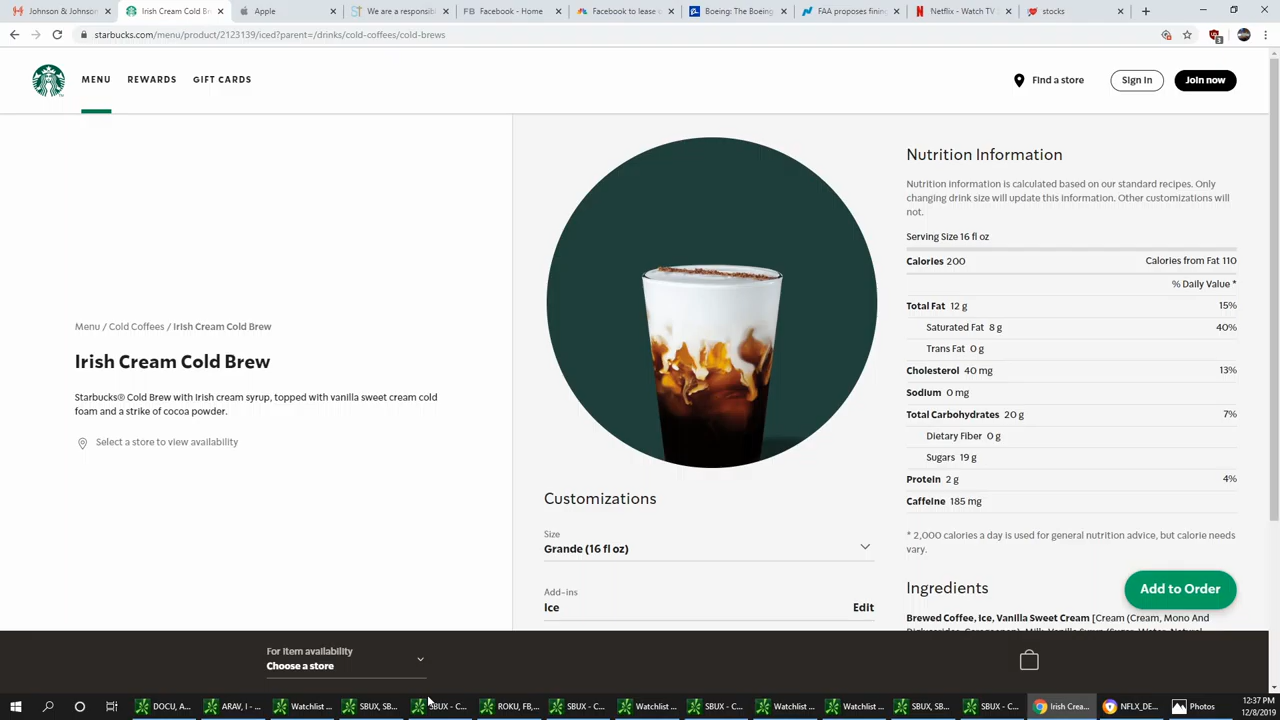 Johnson & Johnson
Irish Cream Cold Br
Apple
We are a responsib
Facebook - Home
Facebook to lease e
Boeing: The Boeing
FAA proposes fining
Netflix - Watch TV
stocks
starbucks.com/menu/product/2123139/iced?parent=/drinks/cold-coffees/cold-brews
3
MENU
REWARDS
GIFT CARDS
Find a store
Sign in
Join now
Menu / Cold Coffees / Irish Cream Cold Brew
Irish Cream Cold Brew
Starbucks® Cold Brew with Irish cream syrup, topped with vanilla sweet cream cold
foam and a strike of cocoa powder.
Select a store to view availability
Customizations
Size
Grande (16 fl oz)
Add-ins
Ice
Edit
Nutrition Information
Nutrition information is calculated based on our standard recipes. Only
changing drink size will update this information. Other customizations will
not.
Serving Size 16 fl oz
Calories 200
Calories from Fat 110
% Daily Value *
Total Fat 12 g 15%
Saturated Fat 8 g 40%
Trans Fat 0 g
Cholesterol 40 mg 13%
Sodium 0 mg
Total Carbohydrates 20 g 7%
Dietary Fiber 0 g
Sugars 19 g
Protein 2 g 4%
Caffeine 185 mg
* 2,000 calories a day is used for general nutrition advice, but calorie needs
vary.
Ingredients
Add to Order
Brewed Coffee, Ice, Vanilla Sweet Cream [Cream (Cream, Mono And
For item availability
Choose a store
DOCU, A...
ARAV, I - ...
Watchlist ...
SBUX, SB...
SBUX - C...
ROKU, FB,...
SBUX - C...
Watchlist ...
SBUX - C...
Watchlist ...
Watchlist ...
SBUX, SB...
SBUX - C...
Irish Crea...
NFLX_DE...
Photos
12:37 PM
12/8/2019